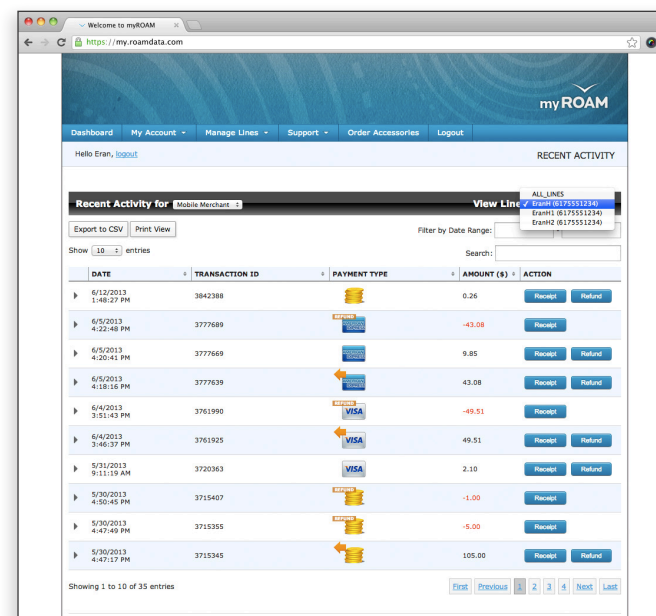 Welcome to myROAM
https://my.roamdata.com
myROAM
Dashboard My Account Manage Lines Support Order Accessories Logout
Hello Eran, logout
RECENT ACTIVITY
Recent Activity for Mobile Merchant View Line
ALL_LINES
✓ EranH (6175551234)
EranH1 (6175551234)
EranH2 (6175551234)
Export to CSV Print View Filter by Date Range:
Show 10 entries Search:
DATE TRANSACTION ID PAYMENT TYPE AMOUNT ($) ACTION
6/12/2013
1:48:27 PM 3842388 0.26 Receipt Refund
REFUND
6/5/2013
4:22:48 PM 3777689 AMERICAN EXPRESS -43.08 Receipt
6/5/2013
4:20:41 PM 3777669 AMERICAN EXPRESS 9.85 Receipt Refund
6/5/2013
4:18:16 PM 3777639 AMERICAN EXPRESS 43.08 Receipt Refund
REFUND
6/4/2013
3:51:43 PM 3761990 VISA -49.51 Receipt
6/4/2013
3:46:37 PM 3761925 VISA 49.51 Receipt Refund
5/31/2013
9:11:19 AM 3720363 VISA 2.10 Receipt Refund
REFUND
5/30/2013
4:50:45 PM 3715407 -1.00 Receipt
REFUND
5/30/2013
4:47:49 PM 3715355 -5.00 Receipt
5/30/2013
4:47:17 PM 3715345 105.00 Receipt Refund
Showing 1 to 10 of 35 entries First Previous 1 2 3 4 Next Last